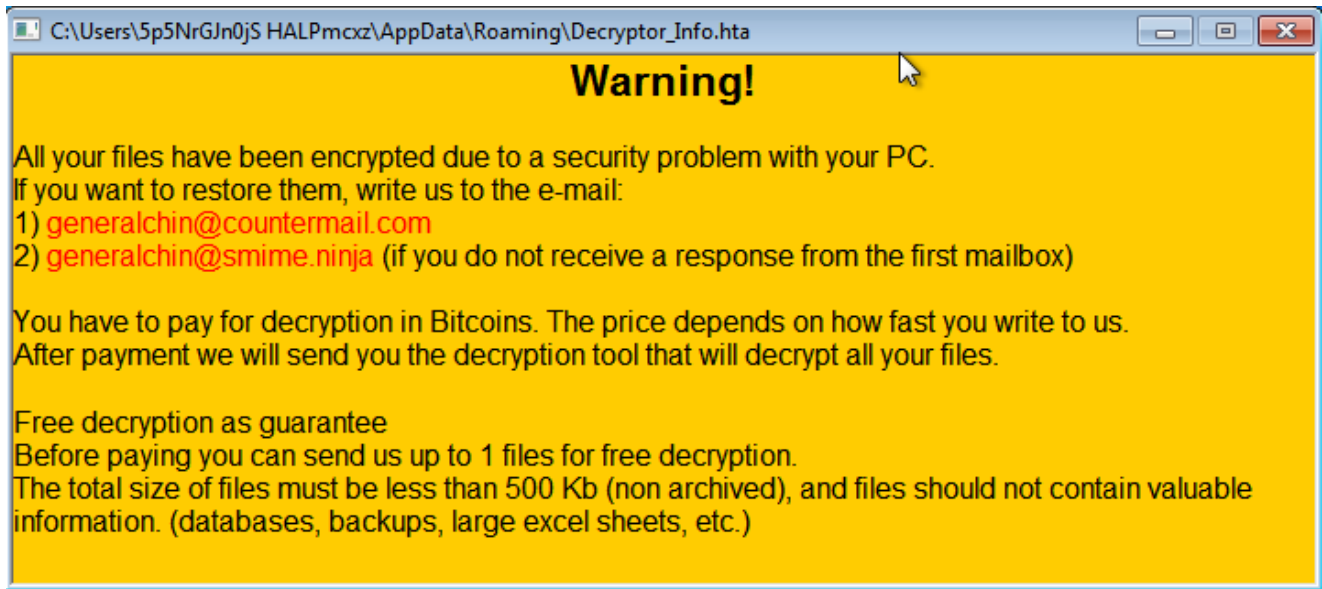 C:\Users\5p5NrGJn0jS HALPmcxz\AppData\Roaming\Decryptor_Info.hta
Warning!
All your files have been encrypted due to a security problem with your PC.
If you want to restore them, write us to the e-mail:
1) generalchin@countermail.com
2) generalchin@smime.ninja (if you do not receive a response from the first mailbox)
You have to pay for decryption in Bitcoins. The price depends on how fast you write to us.
After payment we will send you the decryption tool that will decrypt all your files.
Free decryption as guarantee
Before paying you can send us up to 1 files for free decryption.
The total size of files must be less than 500 Kb (non archived), and files should not contain valuable
information. (databases, backups, large excel sheets, etc.)